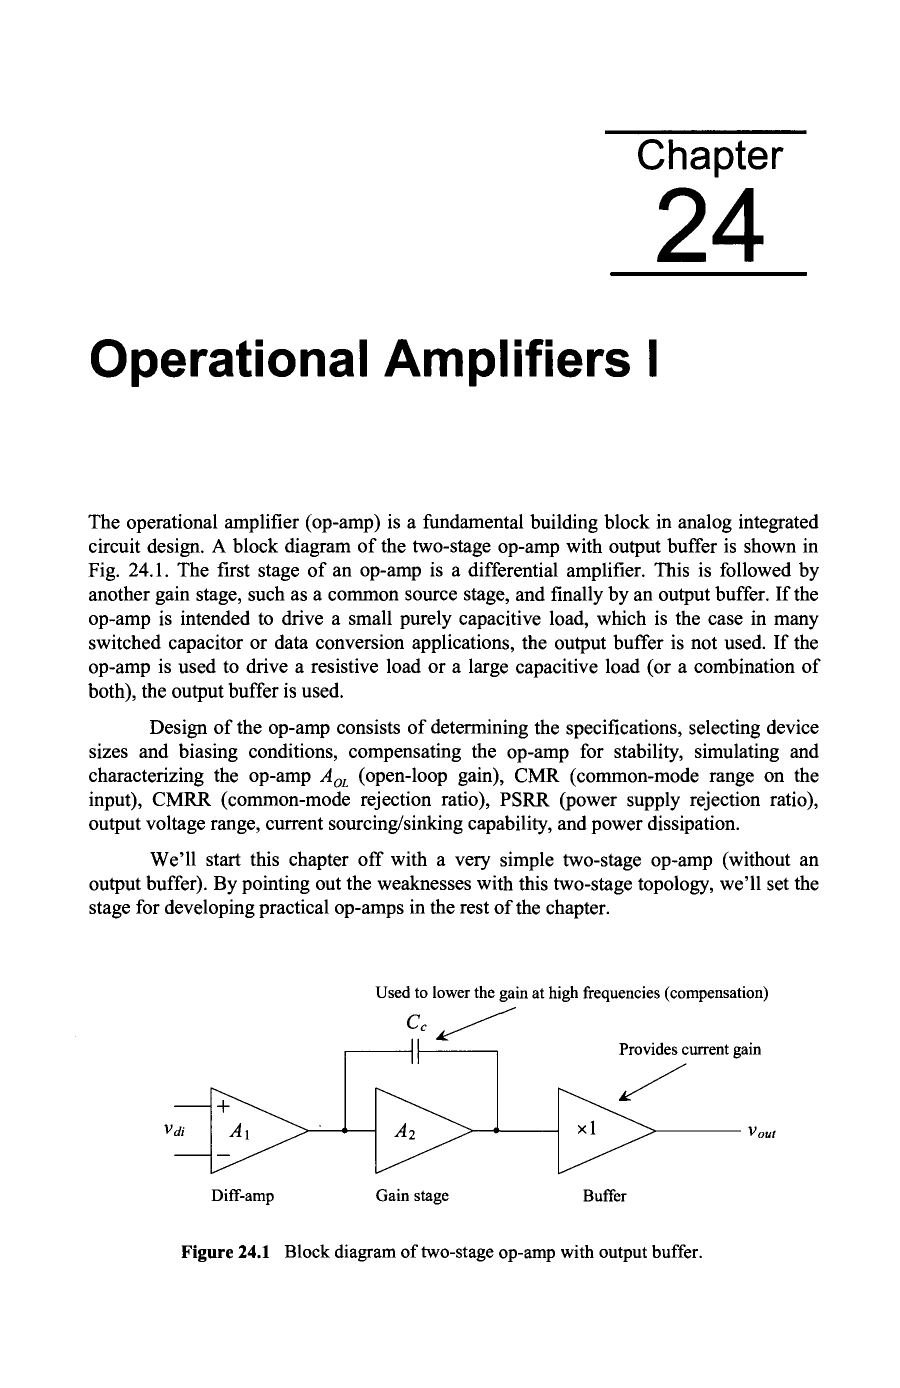 Chapter
24
Operational Amplifiers I
The operational amplifier (op-amp) is a fundamental building block in analog integrated
circuit design. A block diagram of the two-stage op-amp with output buffer is shown in
Fig. 24.1. The first stage of an op-amp is a differential amplifier. This is followed by
another gain stage, such as a common source stage, and finally by an output buffer. If the
op-amp is intended to drive a small purely capacitive load, which is the case in many
switched capacitor or data conversion applications, the output buffer is not used. If the
op-amp is used to drive a resistive load or a large capacitive load (or a combination of
both), the output buffer is used.
Design of the op-amp consists of determining the specifications, selecting device
sizes and biasing conditions, compensating the op-amp for stability, simulating and
characterizing the op-amp A_OL (open-loop gain), CMR (common-mode range on the
input), CMRR (common-mode rejection ratio), PSRR (power supply rejection ratio),
output voltage range, current sourcing/sinking capability, and power dissipation.
We'll start this chapter off with a very simple two-stage op-amp (without an
output buffer). By pointing out the weaknesses with this two-stage topology, we'll set the
stage for developing practical op-amps in the rest of the chapter.
Used to lower the gain at high frequencies (compensation)
C_c
Provides current gain
+
v_di
A_1
−
A_2
×1
v_out
Diff-amp
Gain stage
Buffer
Figure 24.1 Block diagram of two-stage op-amp with output buffer.